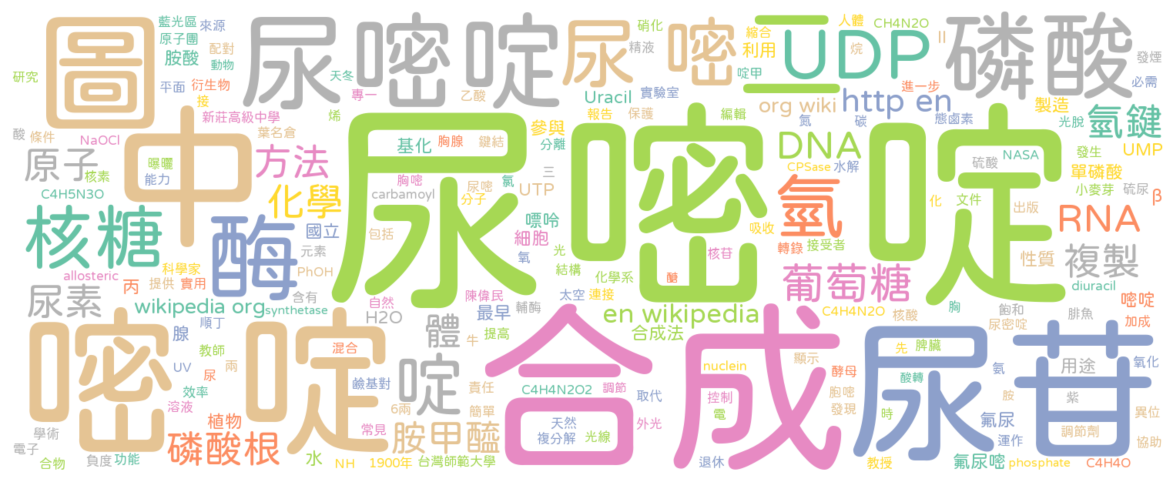 圖
尿嘧啶
尿嘧
UDP
磷酸
藍光區
來源
原子團
配對
胺酸
動物
研究
平面
衍生物
接
天冬
專一
乙酸
硝化
精液
縮合
利用
人體
CH4N2O
II
烷
啶甲
進一步
發煙
必需
新莊高級中學
烯
Uracil
實驗室
報告
保護
org wiki
編輯
http en
氮
碳
態鹵素
製造
光脫
氫鍵
酸
條件
NaOCl
葉名倉
中
方法
基化
胸腺
鍵結
參與
分離
DNA
CPSase
水解
硫酸
NASA
發生
UMP
單磷酸
原子
曝曬
能力
核素
C4H5N3O
化學
胸嘧
carbamoyl
尿嘧
分子
氯
UTP
三
尿嘧啶
氫
小麥芽
硫尿
β
化
文件
出版
RNA
核糖
酶
國立
元素
包括
嘌呤
細胞
氧
光
結構
吸收
核苷
轉錄
接受者
性質
複製
allosteric
科學家
PhOH
丙
提供
實用
化學系
醣
葡萄糖
diuracil
尿素
wikipedia org
synthetase
含有
自然
H2O
陳偉民
最早
太空
連接
輔酶
en wikipedia
C4H4N2O
核酸
胸
飽和
腓魚
嘧啶
加成
嘧啶
腺
順丁
教師
兩
混合
體
牛
提高
合成法
尿密啶
UV
尿
效率
溶液
鹼基對
啶
責任
合成
nuclein
顯示
先
脾臟
尿苷
用途
氧化
酵母
酸轉
氨
胺
紫
C4H4N2O2
調節
取代
控制
胞嘧
發現
植物
常見
6兩
簡單
胺甲醯
天然
複分解
光線
外光
電
時
氟尿
異位
學術
電子
合物
負度
功能
磷酸根
水
NH
1900年
台灣師範大學
退休
教授
運作
調節劑
協助
氟尿嘧
phosphate
C4H4O